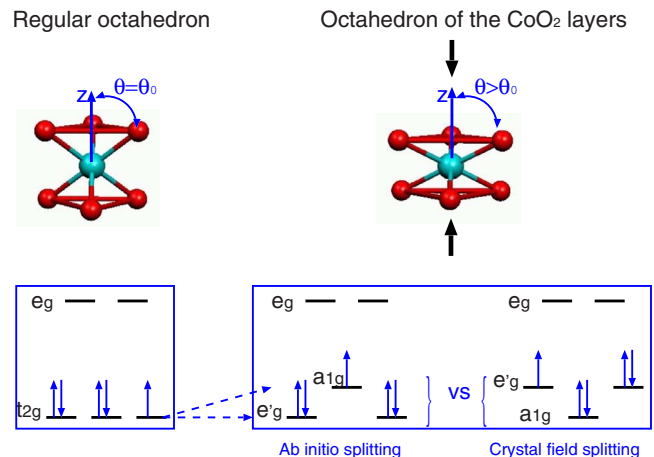 Regular octahedron
Octahedron of the CoO₂ layers
z θ=θ₀
z θ>θ₀
eg
t2g
eg
a1g
e'g
vs
eg
e'g
a1g
Ab initio splitting
Crystal field splitting